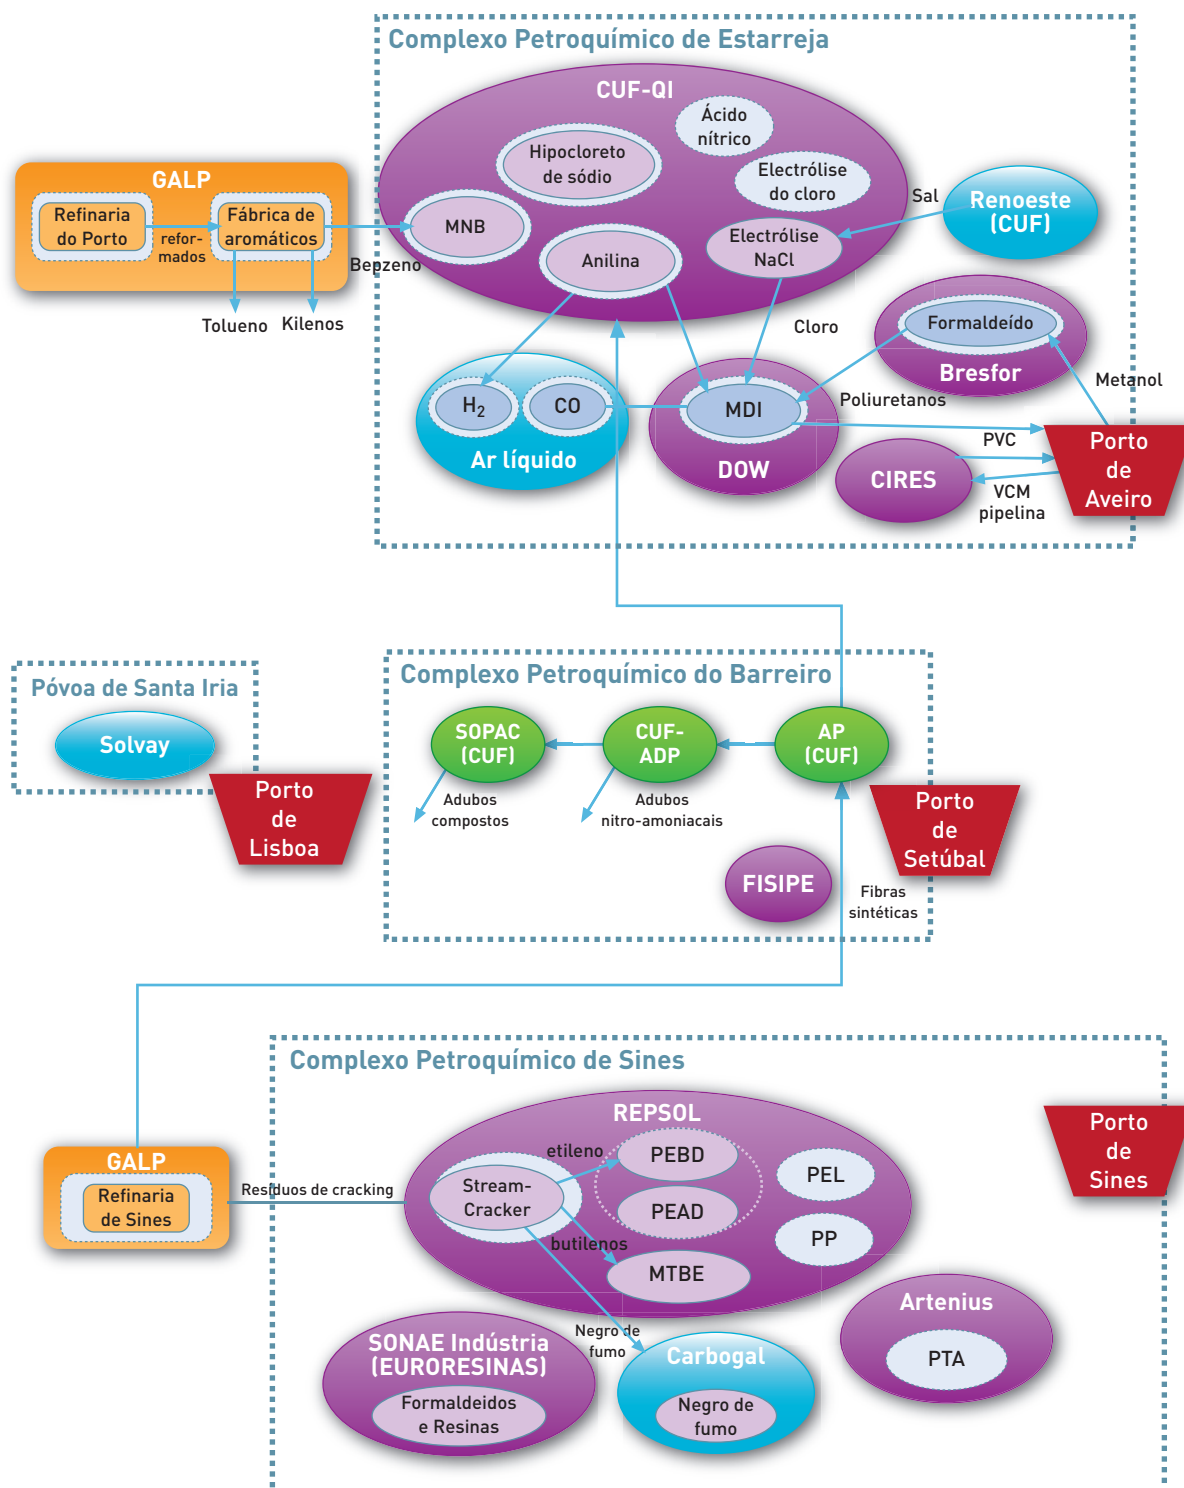 Complexo Petroquímico de Estarreja
CUF-QI
Ácido
nítrico
Hipocloreto
de sódio
Electrólise
do cloro
GALP
Refinaria
do Porto
refor-
mados
Fábrica de
aromáticos
Bepzeno
MNB
Anilina
Electrólise
NaCl
Sal
Renoeste
(CUF)
Tolueno
Kilenos
Cloro
Formaldeído
Bresfor
Metanol
H₂
CO
Ar líquido
MDI
DOW
Poliuretanos
PVC
CIRES
VCM
pipelina
Porto
de
Aveiro
Póvoa de Santa Iria
Solvay
Porto
de
Lisboa
Complexo Petroquímico do Barreiro
SOPAC
(CUF)
CUF-
ADP
AP
(CUF)
Adubos
compostos
Adubos
nitro-amoniacais
Porto
de
Setúbal
FISIPE
Fibras
sintéticas
Complexo Petroquímico de Sines
REPSOL
GALP
Refinaria
de Sines
Resíduos de cracking
Stream-
Cracker
etileno
PEBD
PEAD
butilenos
MTBE
PEL
PP
Porto
de
Sines
Artenius
PTA
SONAE Indústria
(EURORESINAS)
Formaldeidos
e Resinas
Negro de
fumo
Carbogal
Negro de
fumo